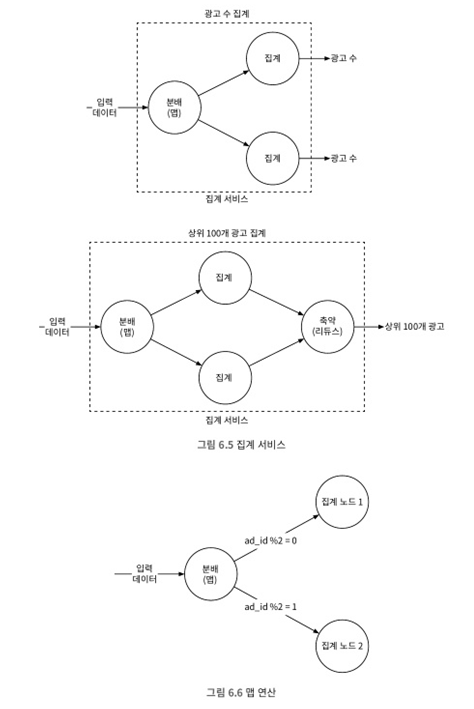 광고 수 집계
집계
광고 수
입력
데이터
분배
(맵)
집계
광고 수
집계 서비스
상위 100개 광고 집계
집계
입력
데이터
분배
(맵)
축약
(리듀스)
상위 100개 광고
집계
집계 서비스
그림 6.5 집계 서비스
집계 노드 1
ad_id %2 = 0
입력
데이터
분배
(맵)
ad_id %2 = 1
집계 노드 2
그림 6.6 맵 연산